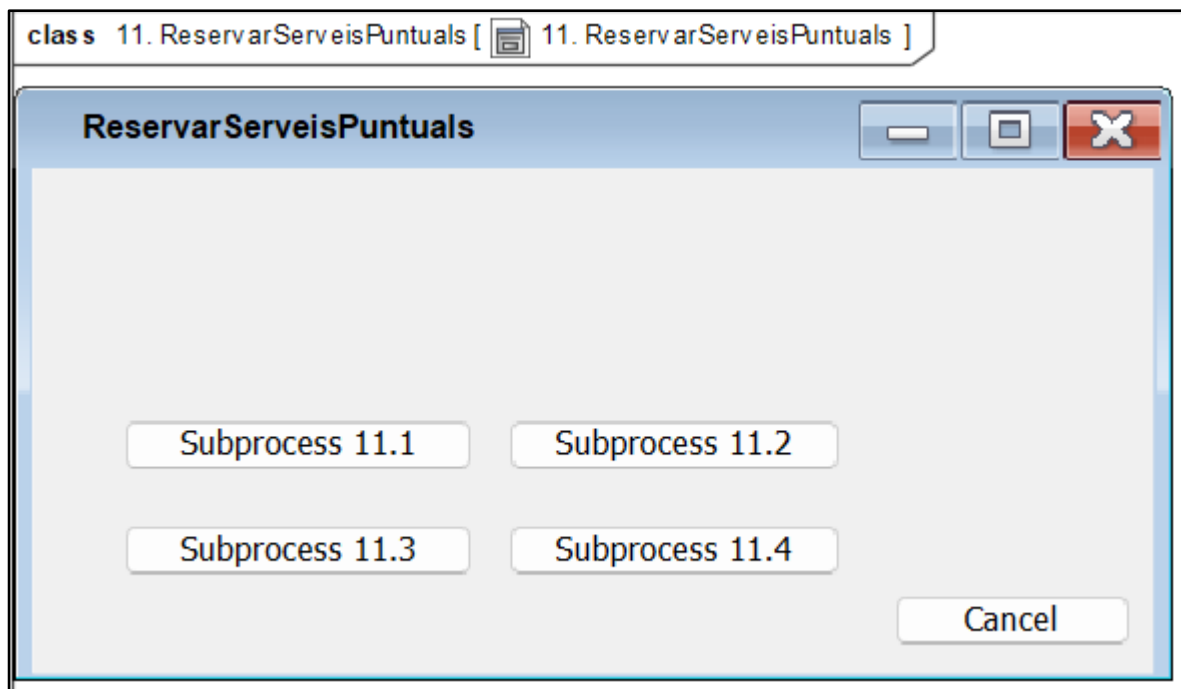 class 11. ReservarServeisPuntuals [ 11. ReservarServeisPuntuals ]
ReservarServeisPuntuals
Subprocess 11.1 Subprocess 11.2
Subprocess 11.3 Subprocess 11.4
Cancel